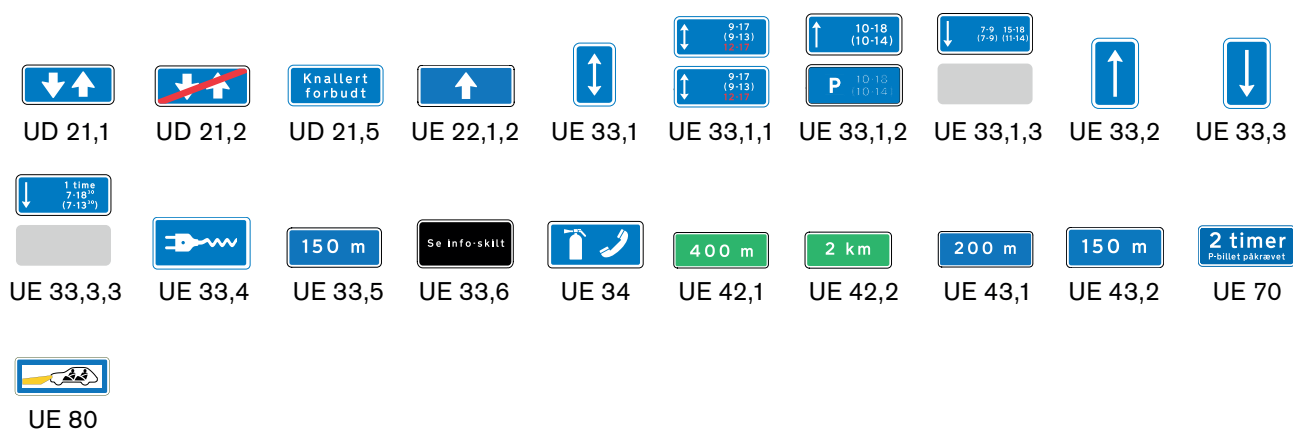 Knallert
forbudt
9-17
(9-13)
12-17
9-17
(9-13)
12-17
10-18
(10-14)
P 10-18
(10-14)
7-9 15-18
(7-9) (11-14)
UD 21,1
UD 21,2
UD 21,5
UE 22,1,2
UE 33,1
UE 33,1,1
UE 33,1,2
UE 33,1,3
UE 33,2
UE 33,3
1 time
7-18³⁰
(7-13³⁰)
150 m
Se info-skilt
400 m
2 km
200 m
150 m
2 timer
P-billet påkrævet
UE 33,3,3
UE 33,4
UE 33,5
UE 33,6
UE 34
UE 42,1
UE 42,2
UE 43,1
UE 43,2
UE 70
UE 80